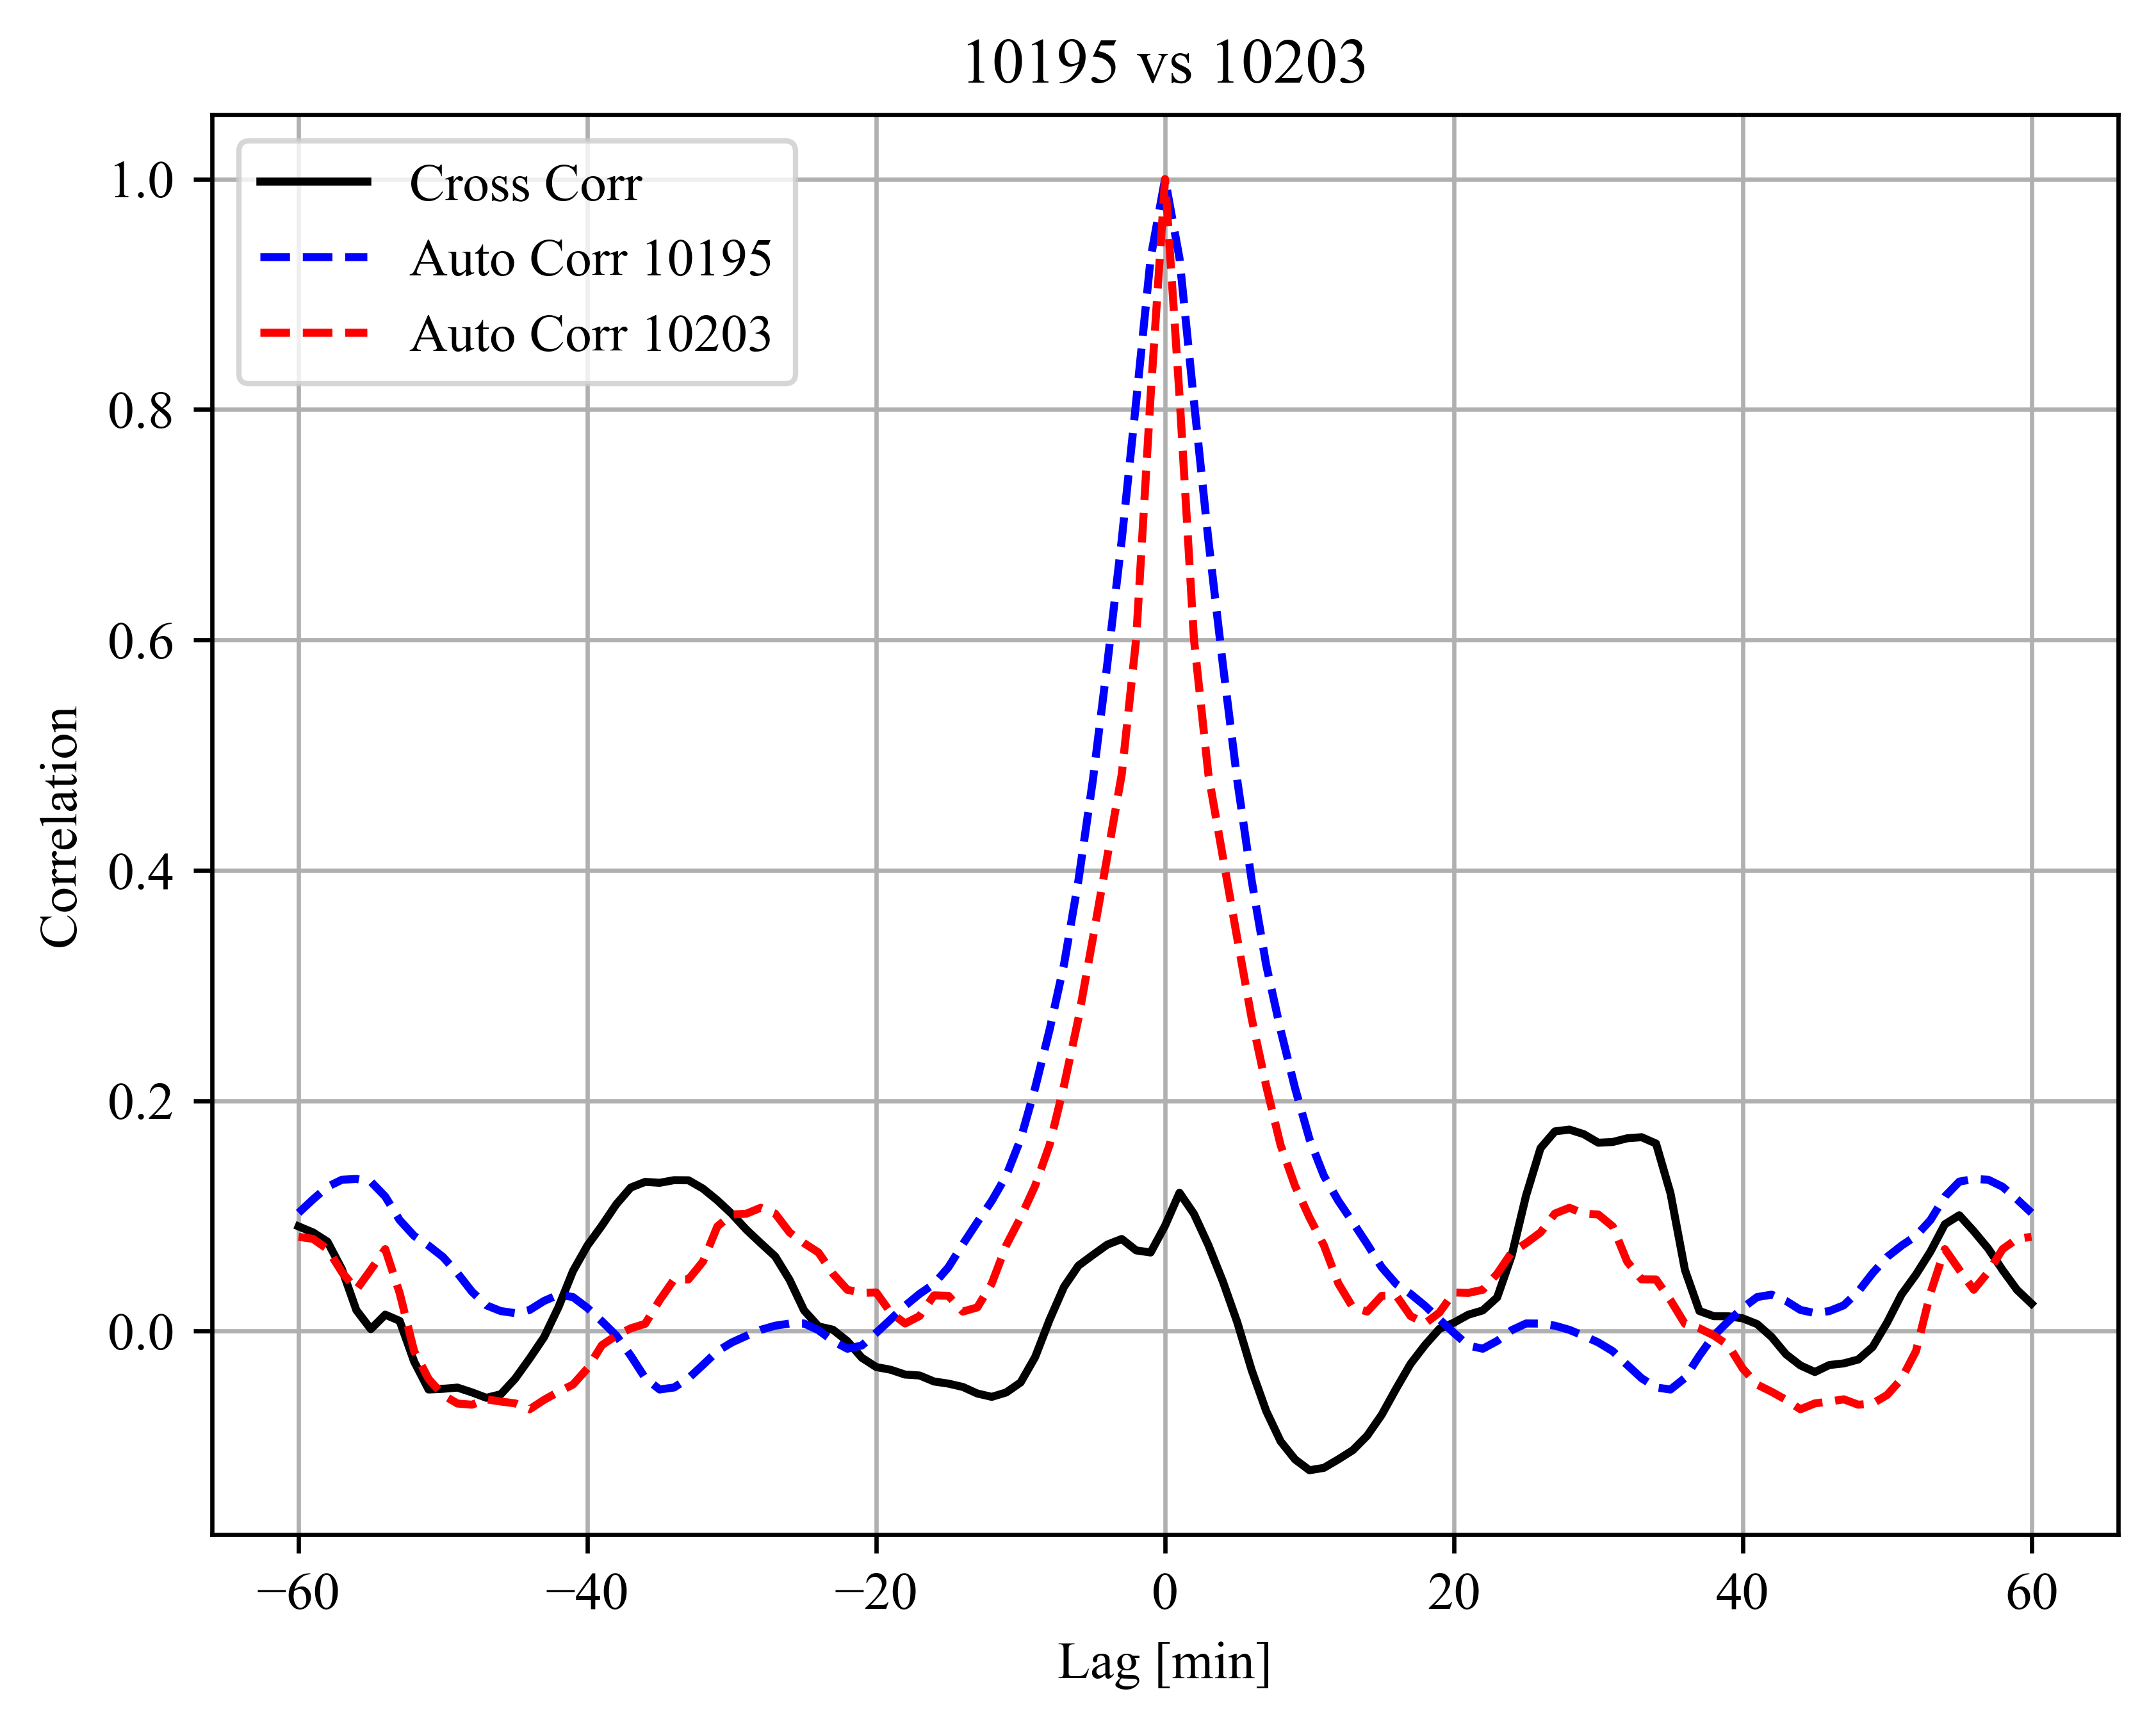 10195 vs 10203
Cross Corr
Auto Corr 10195
Auto Corr 10203
1.0
0.8
0.6
0.4
0.2
0.0
Correlation
−60
−40
−20
0
20
40
60
Lag [min]